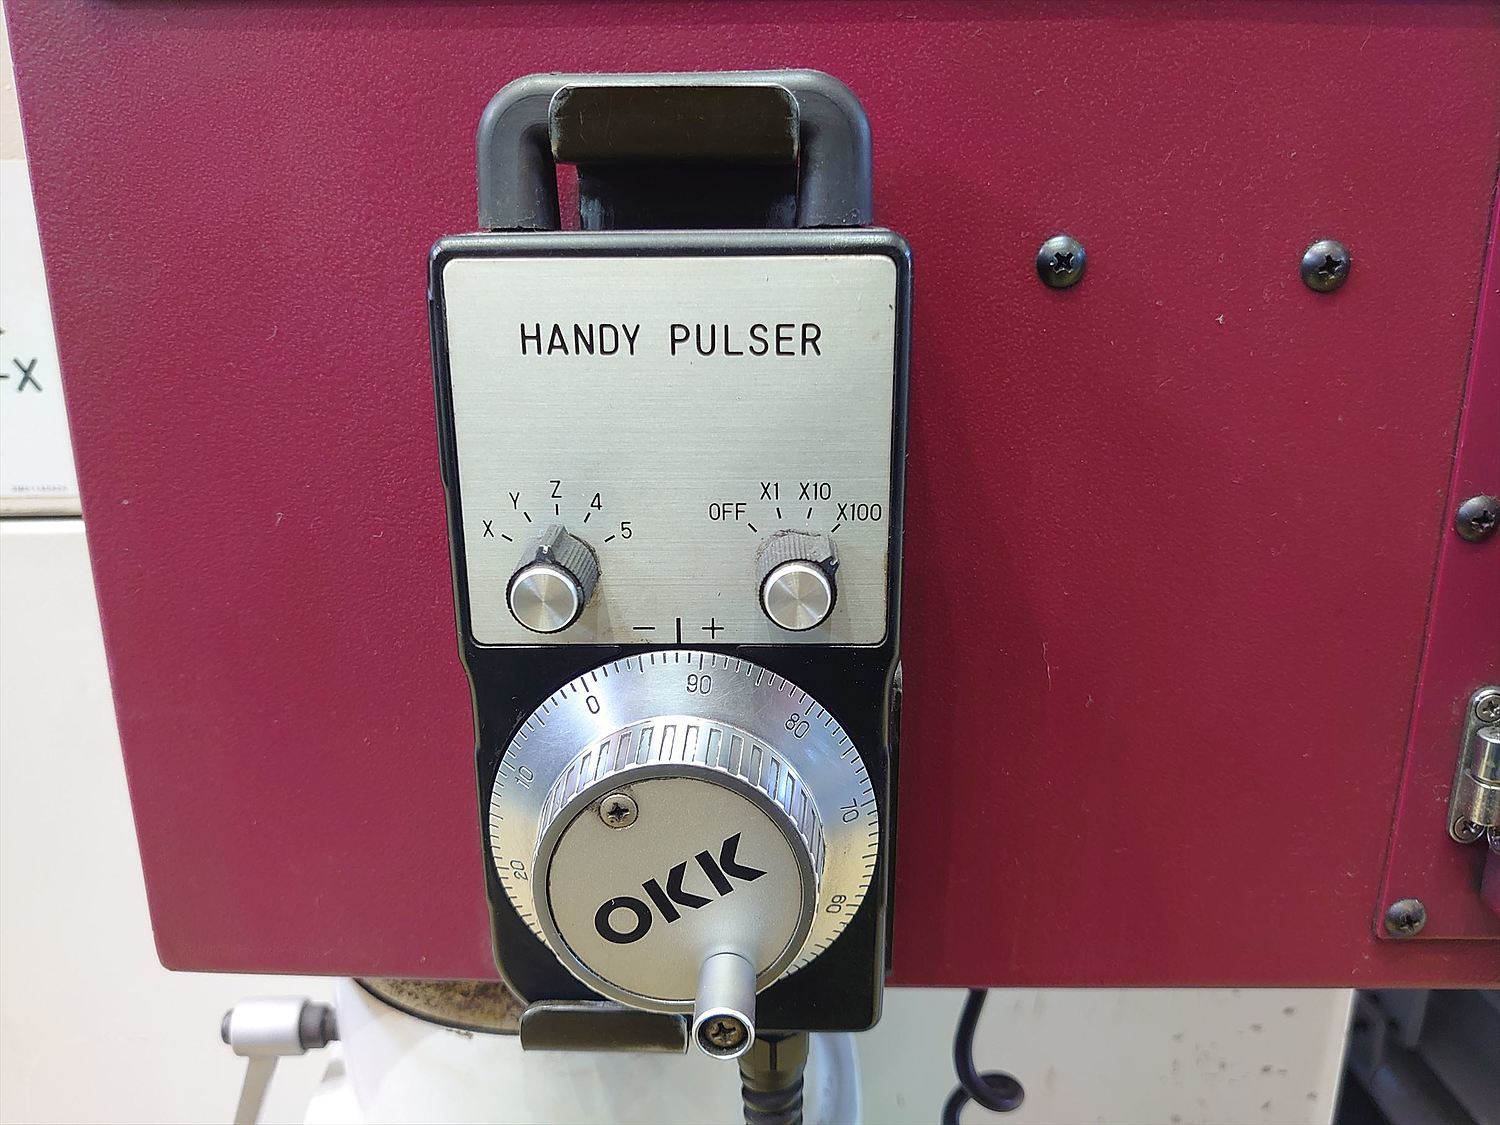 HANDY PULSER
-X
X Y Z 4 5
OFF X1 X10 X100
− +
0 90 80 70 60
10 20
OKK